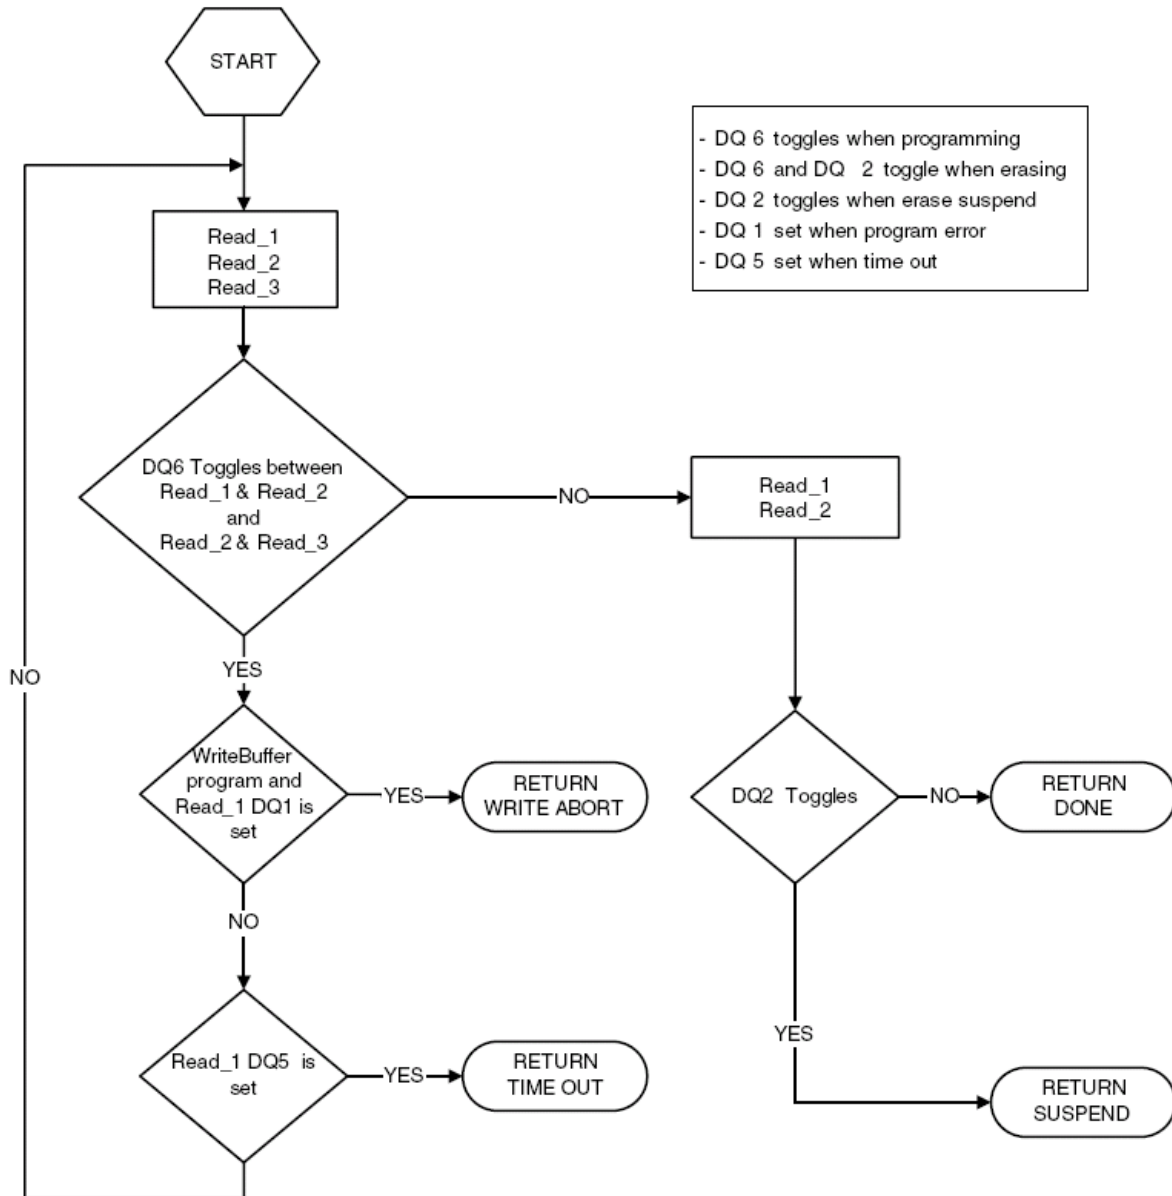 START
- DQ 6 toggles when programming
- DQ 6 and DQ 2 toggle when erasing
- DQ 2 toggles when erase suspend
- DQ 1 set when program error
- DQ 5 set when time out
Read_1
Read_2
Read_3
DQ6 Toggles between
Read_1 & Read_2
and
Read_2 & Read_3
NO
Read_1
Read_2
YES
NO
WriteBuffer
program and
Read_1 DQ1 is
set
YES
RETURN
WRITE ABORT
DQ2 Toggles
NO
RETURN
DONE
NO
YES
Read_1 DQ5 is
set
YES
RETURN
TIME OUT
RETURN
SUSPEND